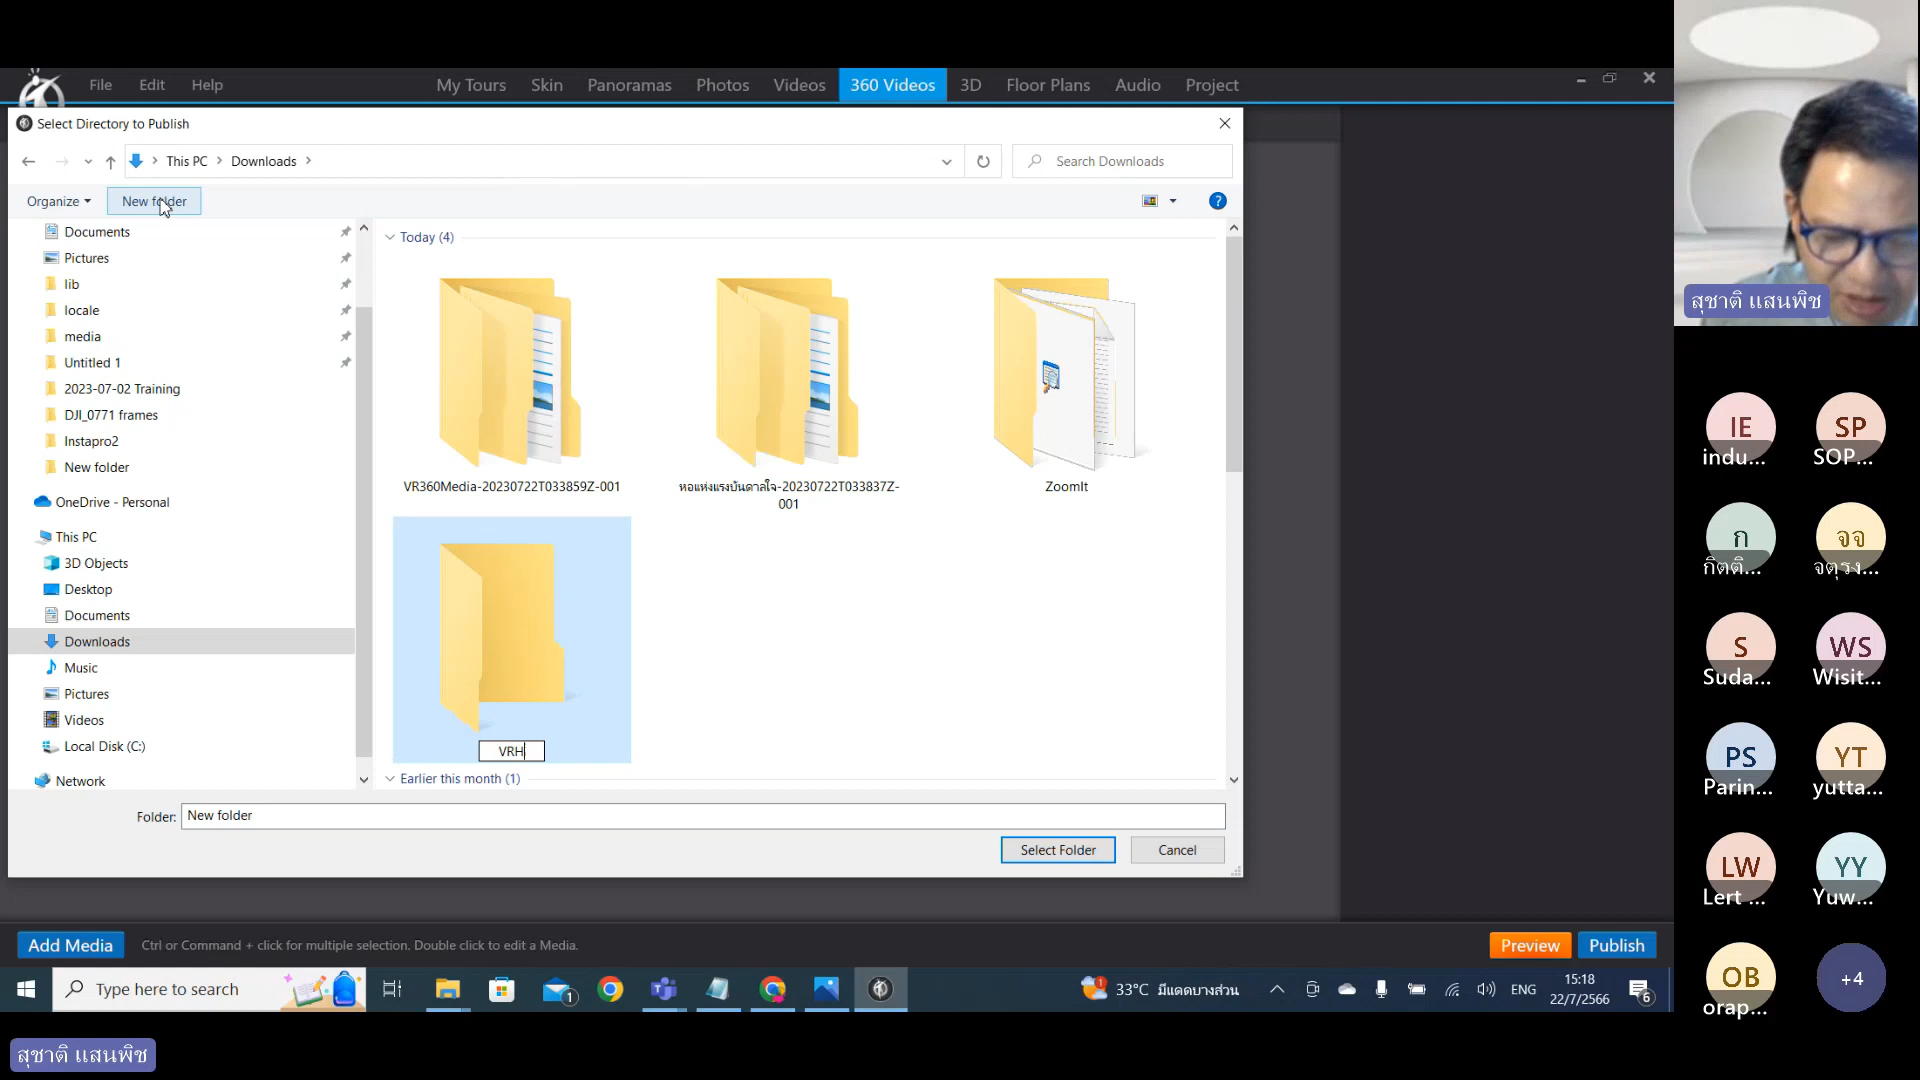 File Edit Help My Tours Skin Panoramas Photos Videos 360 Videos 3D Floor Plans Audio Project
Select Directory to Publish
This PC Downloads Search Downloads
Organize New folder
Documents
Pictures
lib
locale
media
Untitled 1
2023-07-02 Training
DJI_0771 frames
Instapro2
New folder
OneDrive - Personal
This PC
3D Objects
Desktop
Documents
Downloads
Music
Pictures
Videos
Local Disk (C:)
Network
Today (4)
VR360Media-20230722T033859Z-001
หอแห่งแรงบันดาลใจ-20230722T033837Z-
001
ZoomIt
VRH
Earlier this month (1)
Folder: New folder
Select Folder Cancel
Add Media Ctrl or Command + click for multiple selection. Double click to edit a Media. Preview Publish
Type here to search 1 1 33°C มีแดดบางส่วน ENG 15:18
22/7/2566 6
สุชาติ แสนพิช
สุชาติ แสนพิช
IE SP
indu... SOP...
ก จจ
กิตติ... จตุรง...
S WS
Suda... Wisit...
PS YT
Parin... yutta...
LW YY
Lert ... Yuw...
OB +4
orap...